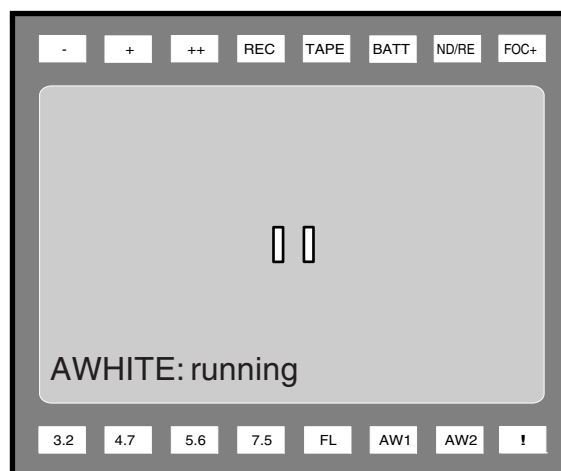 - + ++ REC TAPE BATT ND/RE FOC+
AWHITE: running
3.2 4.7 5.6 7.5 FL AW1 AW2 !